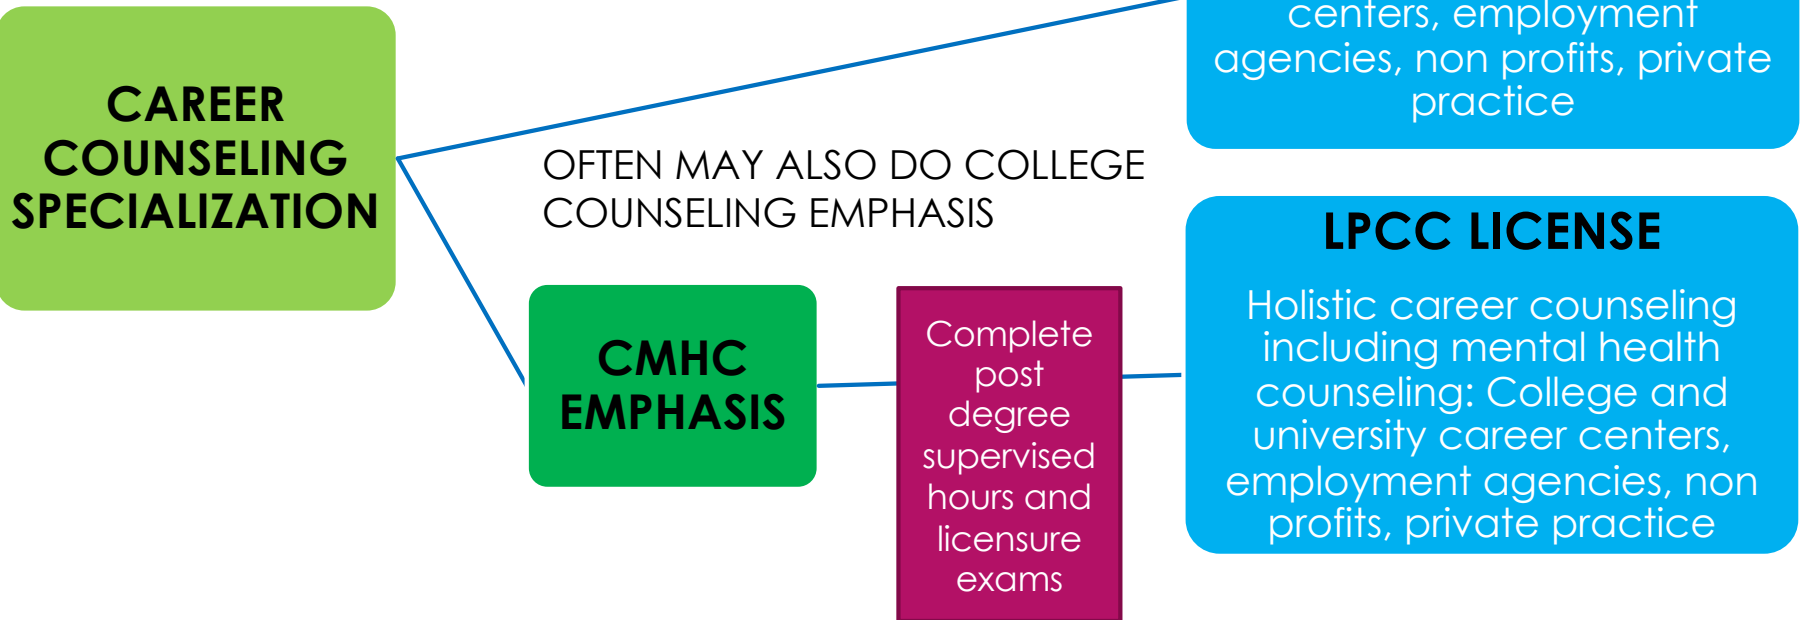 CAREER
COUNSELING
SPECIALIZATION
centers, employment
agencies, non profits, private
practice
OFTEN MAY ALSO DO COLLEGE
COUNSELING EMPHASIS
CMHC
EMPHASIS
Complete
post
degree
supervised
hours and
licensure
exams
LPCC LICENSE
Holistic career counseling
including mental health
counseling: College and
university career centers,
employment agencies, non
profits, private practice